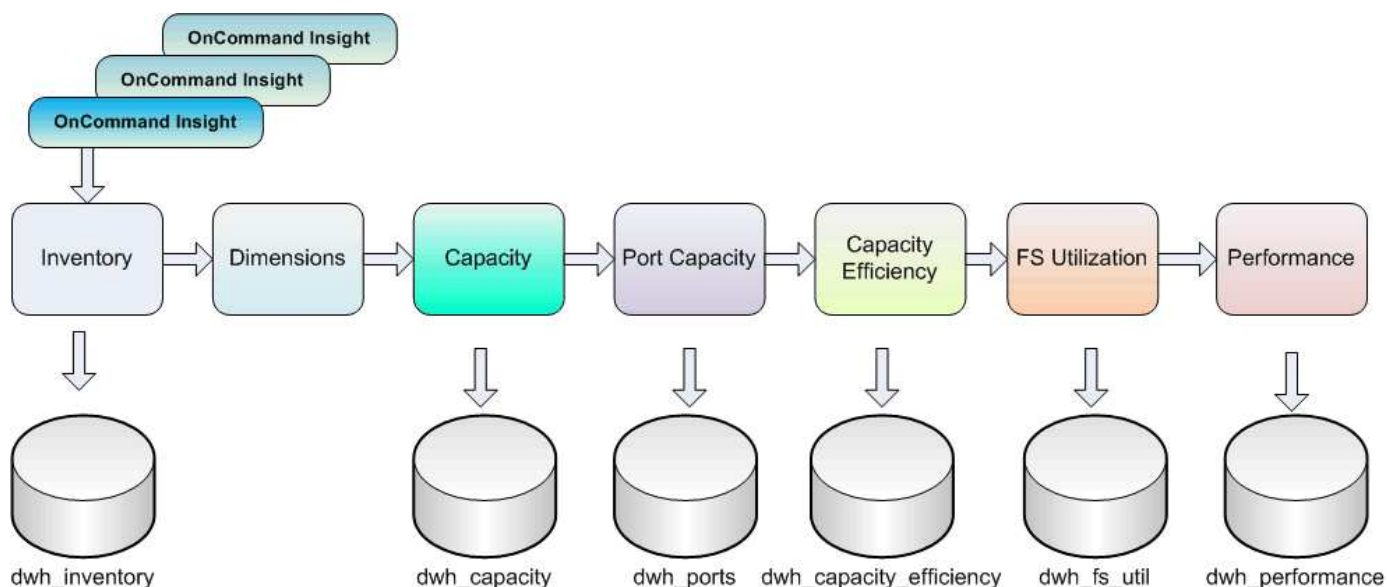 OnCommand Insight
OnCommand Insight
OnCommand Insight
Inventory
Dimensions
Capacity
Port Capacity
Capacity
Efficiency
FS Utilization
Performance
dwh_inventory
dwh_capacity
dwh_ports
dwh_capacity_efficiency
dwh_fs_util
dwh_performance